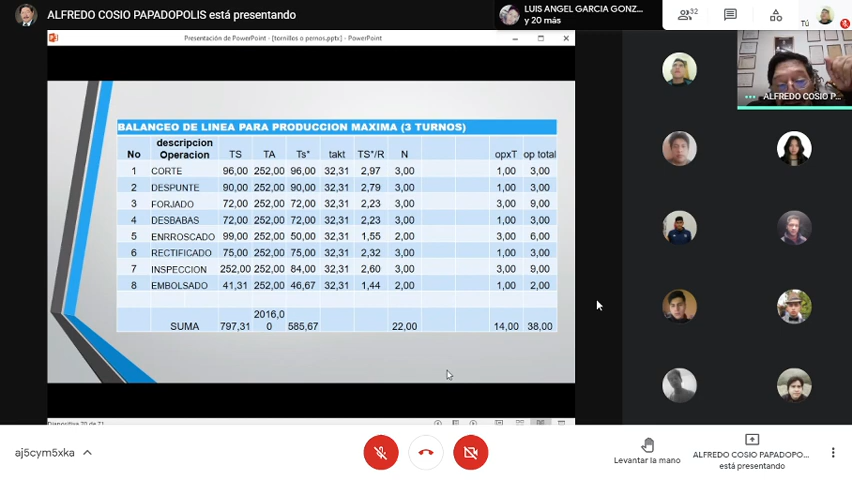 ALFREDO COSIO PAPADOPOLIS está presentando
LUIS ANGEL GARCIA GONZ...
y 20 más
32
Tú
Presentación de PowerPoint - [tornillos o pernos.pptx] - PowerPoint
ALFREDO COSIO P...
BALANCEO DE LINEA PARA PRODUCCION MAXIMA (3 TURNOS)
No descripcion Operacion TS TA Ts* takt TS*/R N opxT op total
1 CORTE 96,00 252,00 96,00 32,31 2,97 3,00 1,00 3,00
2 DESPUNTE 90,00 252,00 90,00 32,31 2,79 3,00 1,00 3,00
3 FORJADO 72,00 252,00 72,00 32,31 2,23 3,00 3,00 9,00
4 DESBABAS 72,00 252,00 72,00 32,31 2,23 3,00 1,00 3,00
5 ENRROSCADO 99,00 252,00 50,00 32,31 1,55 2,00 3,00 6,00
6 RECTIFICADO 75,00 252,00 75,00 32,31 2,32 3,00 1,00 3,00
7 INSPECCION 252,00 252,00 84,00 32,31 2,60 3,00 3,00 9,00
8 EMBOLSADO 41,31 252,00 46,67 32,31 1,44 2,00 1,00 2,00
SUMA 797,31 2016,00 585,67 22,00 14,00 38,00
Diapositiva 70 de 71
aj5cym5xka
Levantar la mano
ALFREDO COSIO PAPADOPO...
está presentando